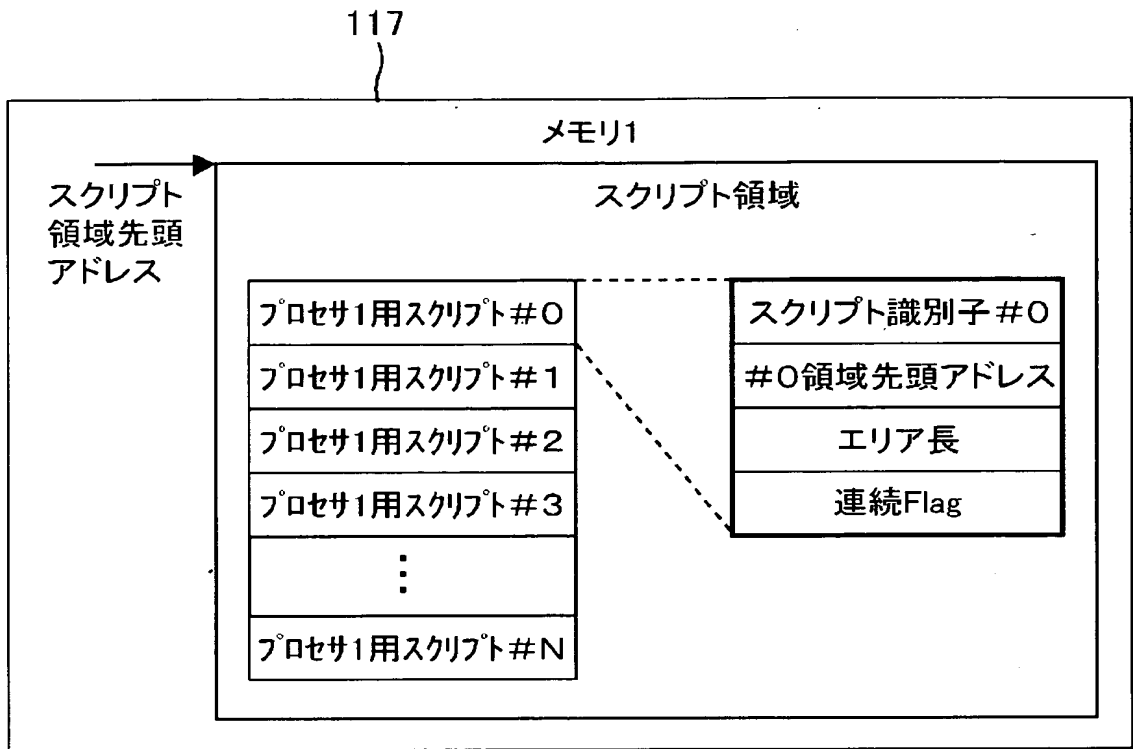 117
メモリ1
スクリプト
領域先頭
アドレス
スクリプト領域
プロセサ1用スクリプト#0
プロセサ1用スクリプト#1
プロセサ1用スクリプト#2
プロセサ1用スクリプト#3
⋮
プロセサ1用スクリプト#N
スクリプト識別子#0
#0領域先頭アドレス
エリア長
連続Flag